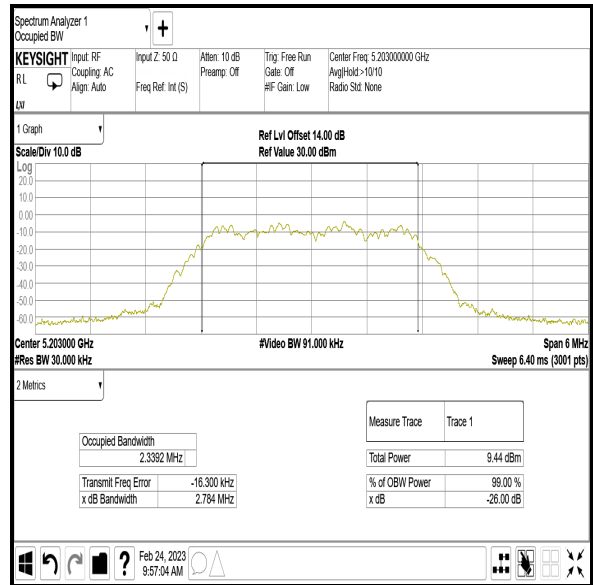 Spectrum Analyzer 1
Occupied BW
KEYSIGHT
RL
LXI
Input: RF
Coupling: AC
Align: Auto
Input Z: 50 Ω
Freq Ref: Int (S)
Atten: 10 dB
Preamp: Off
Trig: Free Run
Gate: Off
#IF Gain: Low
Center Freq: 5.203000000 GHz
Avg|Hold:>10/10
Radio Std: None
1 Graph
Scale/Div 10.0 dB
Ref Lvl Offset 14.00 dB
Ref Value 30.00 dBm
Log
20.0
10.0
0.00
-10.0
-20.0
-30.0
-40.0
-50.0
-60.0
Center 5.203000 GHz
#Video BW 91.000 kHz
Span 6 MHz
#Res BW 30.000 kHz
Sweep 6.40 ms (3001 pts)
2 Metrics
Occupied Bandwidth
2.3392 MHz
Transmit Freq Error -16.300 kHz
x dB Bandwidth 2.784 MHz
Measure Trace Trace 1
Total Power 9.44 dBm
% of OBW Power 99.00 %
x dB -26.00 dB
?
Feb 24, 2023
9:57:04 AM